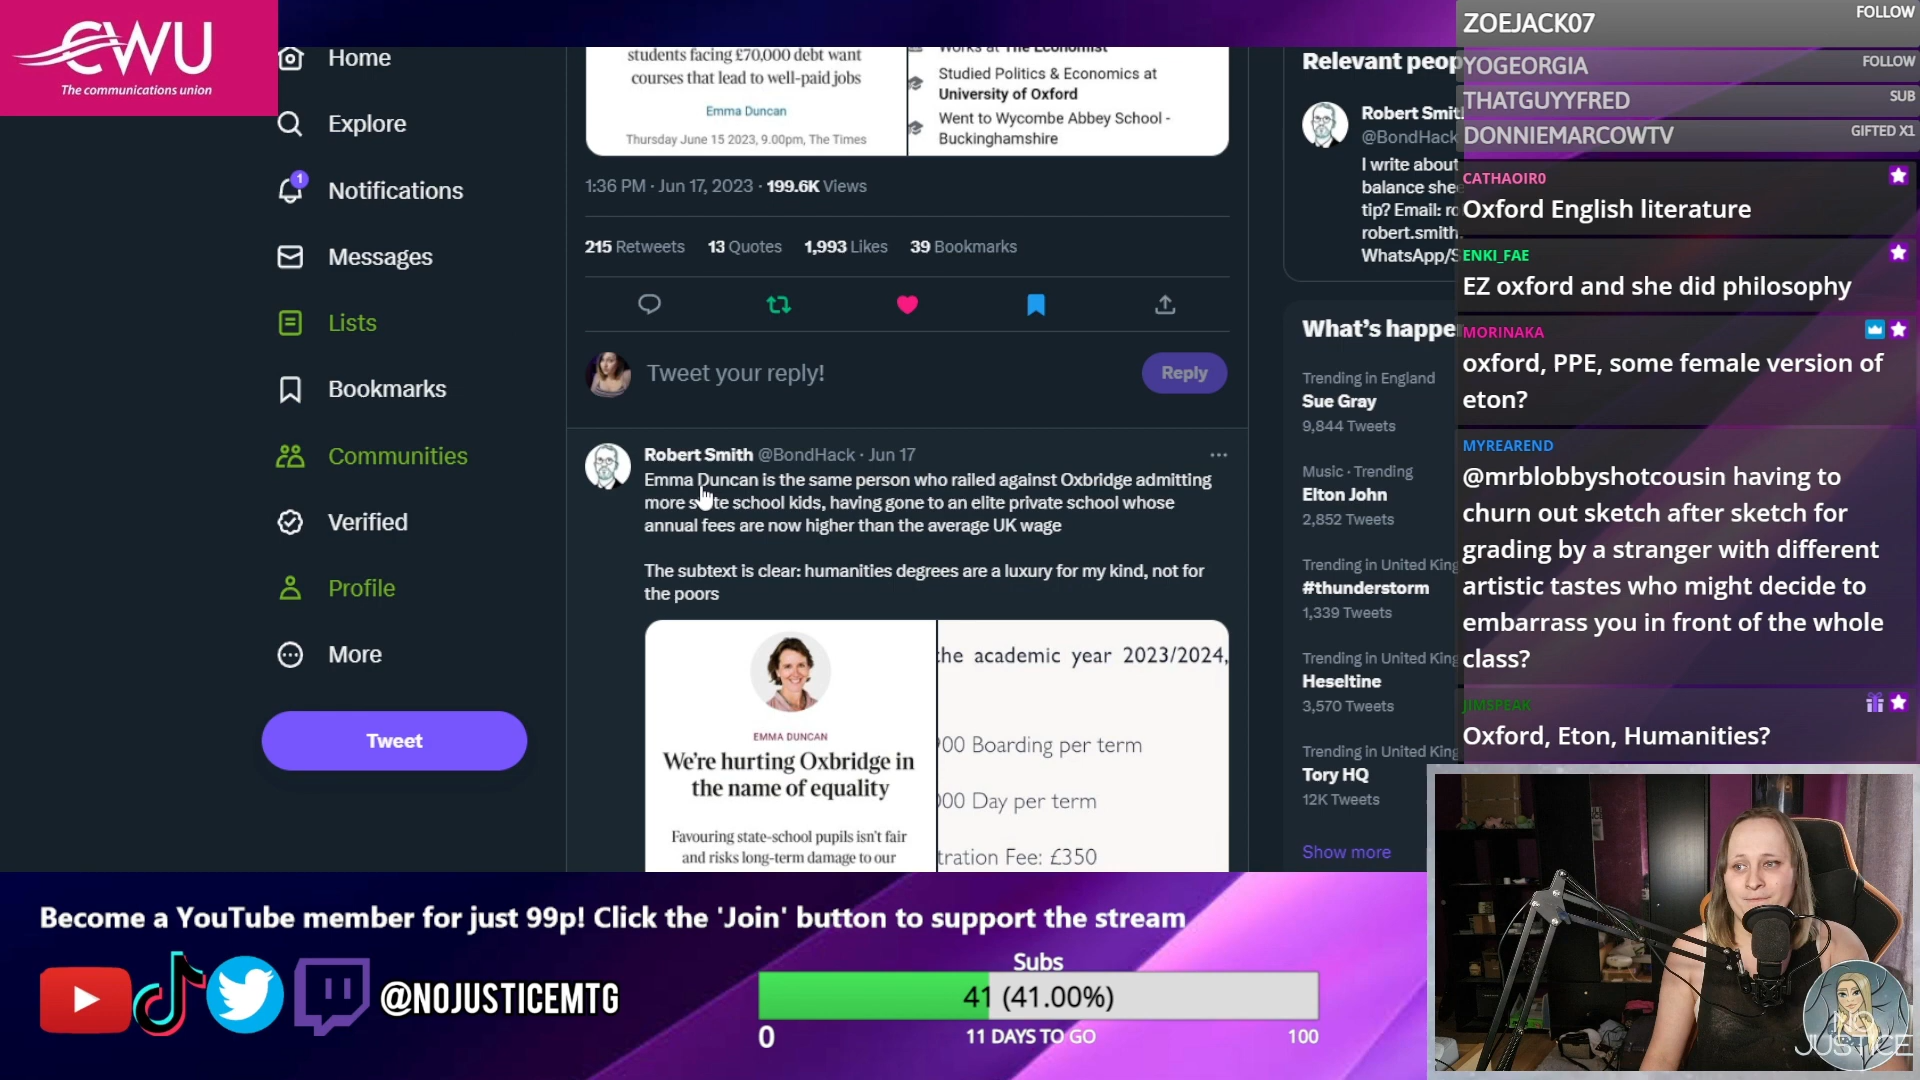 CWU
The communications union
Home
Explore
1
Notifications
Messages
Lists
Communities
Bookmarks
Verified
Profile
More
Tweet
students facing £70,000 debt want
courses that lead to well-paid jobs
Emma Duncan
Thursday June 15 2023, 9.00pm, The Times
Works at The Economist
Studied Politics & Economics at
University of Oxford
Went to Wycombe Abbey School -
Buckinghamshire
1:36 PM · Jun 17, 2023 · 199.6K Views
215 Retweets 13 Quotes 1,993 Likes 39 Bookmarks
Tweet your reply!
Reply
Robert Smith @BondHack · Jun 17
Emma Duncan is the same person who railed against Oxbridge admitting
more state school kids, having gone to an elite private school whose
annual fees are now higher than the average UK wage
The subtext is clear: humanities degrees are a luxury for my kind, not for
the poors
EMMA DUNCAN
We're hurting Oxbridge in
the name of equality
Favouring state-school pupils isn't fair
and risks long-term damage to our
the academic year 2023/2024,
00 Boarding per term
00 Day per term
tration Fee: £350
Relevant peop
Robert Smit
@BondHack
I write about
balance shee
tip? Email: ro
robert.smith
WhatsApp/S
What's happe
Trending in England
Sue Gray
9,844 Tweets
Music · Trending
Elton John
2,852 Tweets
Trending in United King
#thunderstorm
1,339 Tweets
Trending in United King
Heseltine
3,570 Tweets
Trending in United King
Tory HQ
12K Tweets
Show more
ZOEJACK07 FOLLOW
YOGEORGIA FOLLOW
THATGUYYFRED SUB
DONNIEMARCOWTV GIFTED X1
CATHAOIR0
Oxford English literature
ENKI_FAE
EZ oxford and she did philosophy
MORINAKA
oxford, PPE, some female version of
eton?
MYREAREND
@mrblobbyshotcousin having to
churn out sketch after sketch for
grading by a stranger with different
artistic tastes who might decide to
embarrass you in front of the whole
class?
JIMSPEAK
Oxford, Eton, Humanities?
Become a YouTube member for just 99p! Click the 'Join' button to support the stream
@NOJUSTICEMTG
Subs
41 (41.00%)
0 11 DAYS TO GO 100
NO
JUSTICE